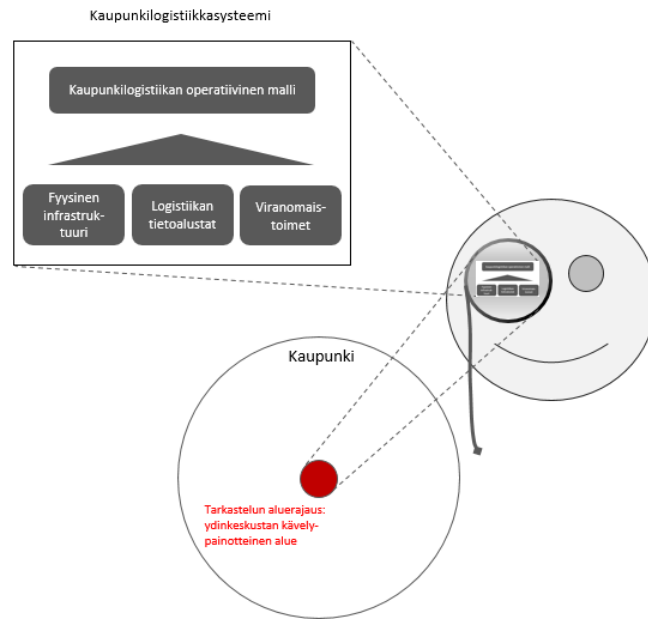 Kaupunkilogistiikkasysteemi
Kaupunkilogistiikan operatiivinen malli
Fyysinen
infrastruk-
tuuri
Logistiikan
tietoalustat
Viranomais-
toimet
Kaupunki
Tarkastelun aluerajaus:
ydinkeskustan kävely-
painotteinen alue